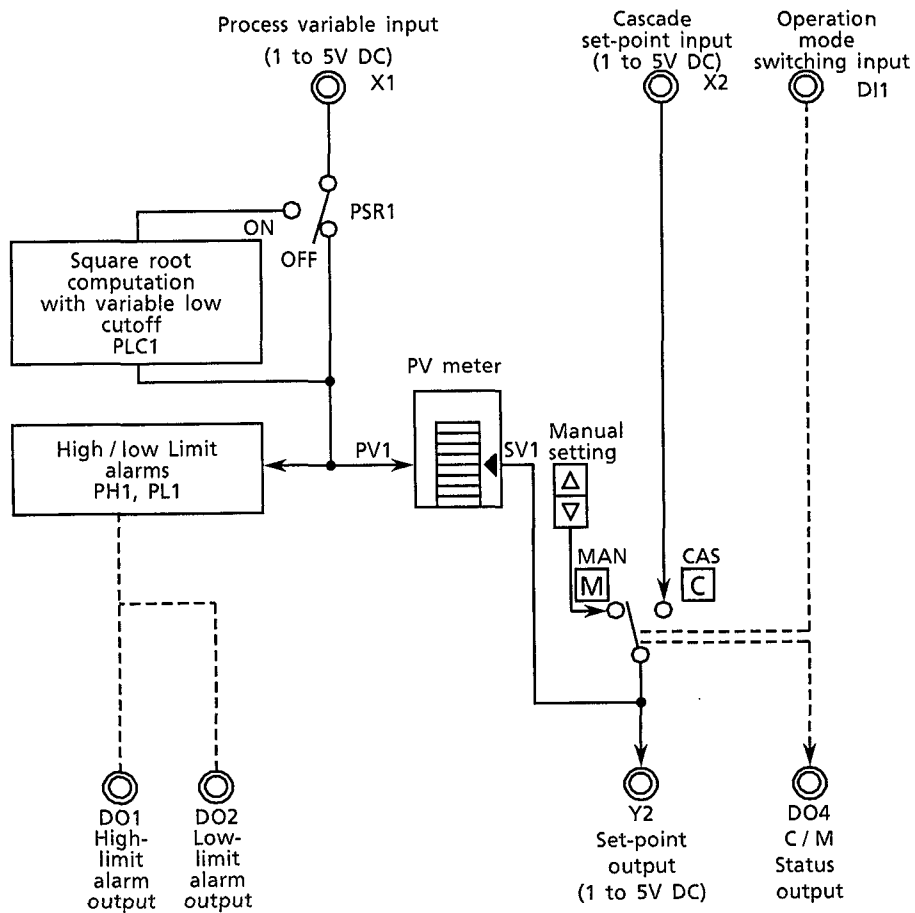 Process variable input
(1 to 5V DC)
X1
Cascade
set-point input
(1 to 5V DC)
X2
Operation
mode
switching input
DI1
PSR1
ON
OFF
Square root
computation
with variable low
cutoff
PLC1
PV meter
High / low Limit
alarms
PH1, PL1
PV1
SV1
Manual
setting
MAN
M
CAS
C
DO1
High-
limit
alarm
output
DO2
Low-
limit
alarm
output
Y2
Set-point
output
(1 to 5V DC)
DO4
C / M
Status
output